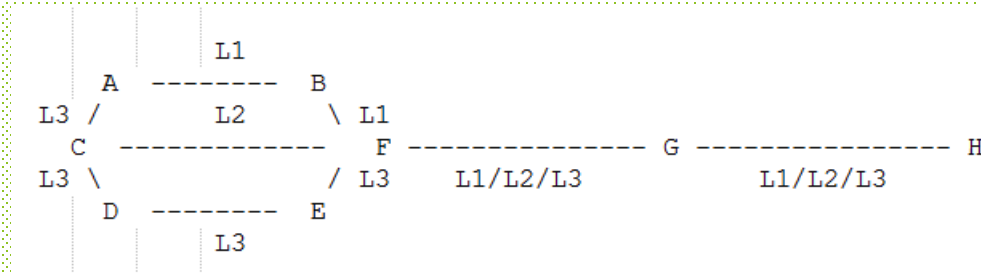 L1
A -------- B
L3 / L2 \ L1
C ------------- F --------------- G ---------------- H
L3 \ / L3 L1/L2/L3 L1/L2/L3
D -------- E
L3